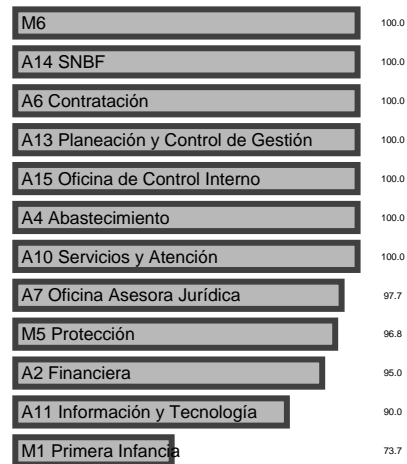 M6 100.0
A14 SNBF 100.0
A6 Contratación 100.0
A13 Planeación y Control de Gestión 100.0
A15 Oficina de Control Interno 100.0
A4 Abastecimiento 100.0
A10 Servicios y Atención 100.0
A7 Oficina Asesora Jurídica 97.7
M5 Protección 96.8
A2 Financiera 95.0
A11 Información y Tecnología 90.0
M1 Primera Infancia 73.7